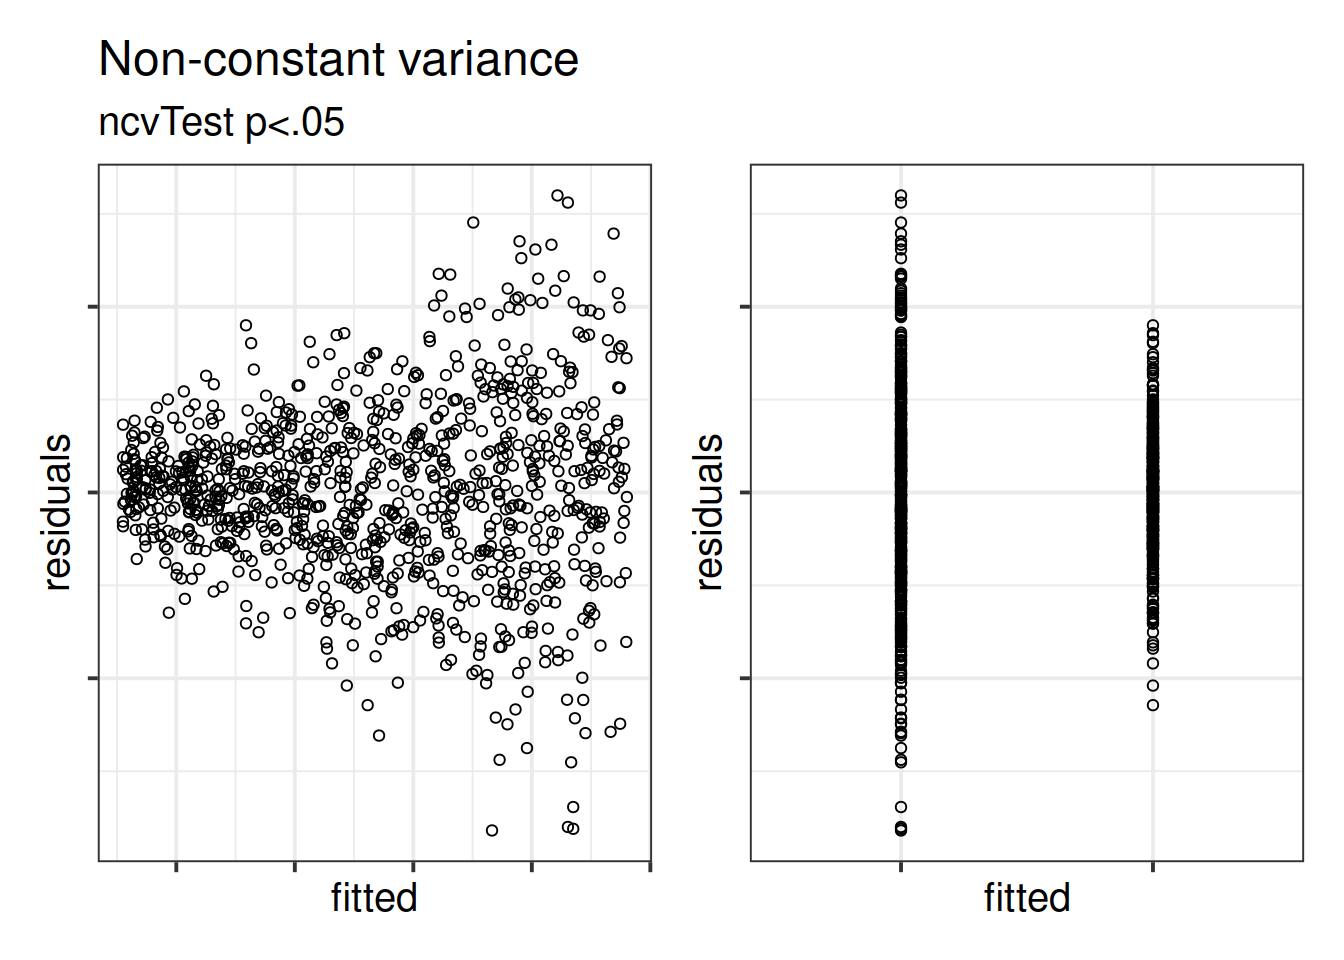 Non-constant variance
ncvTest p<.05
residuals
fitted
residuals
fitted